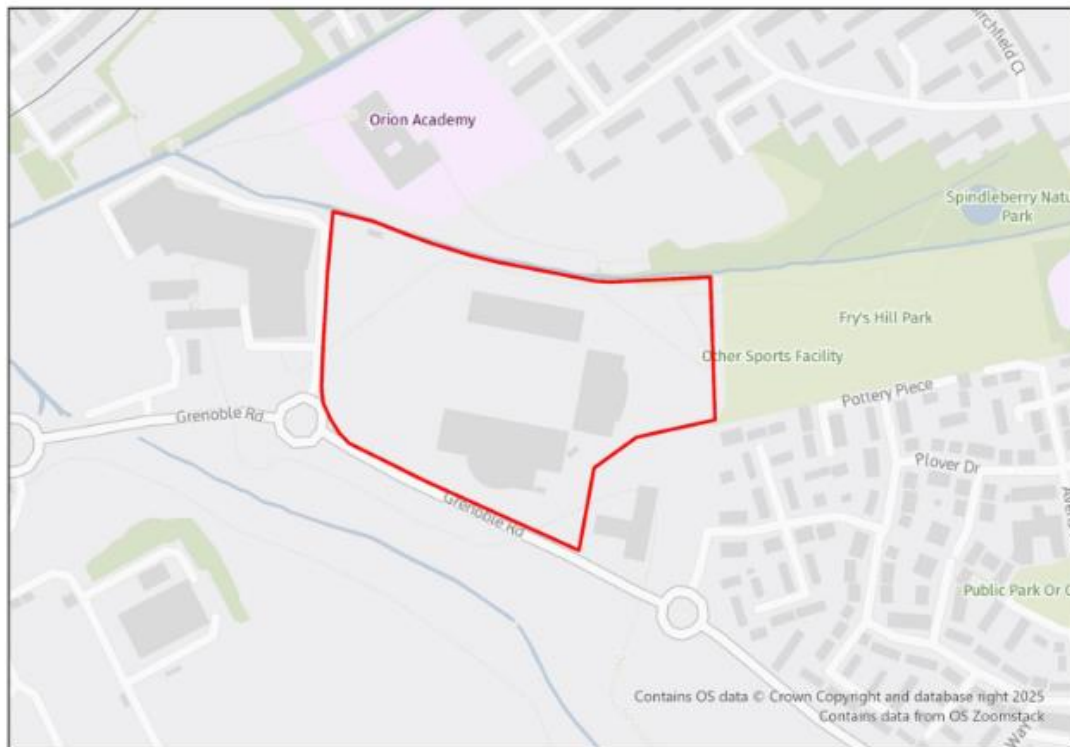 Orion Academy
Spindleberry
Park
Fry's Hill Park
Other Sports Facility
Pottery Piece
Grenoble Rd
Plover Dr
Grenoble Rd
Public Park Or
Contains OS data © Crown Copyright and database right 2025
Contains data from OS Zoomstack
Way